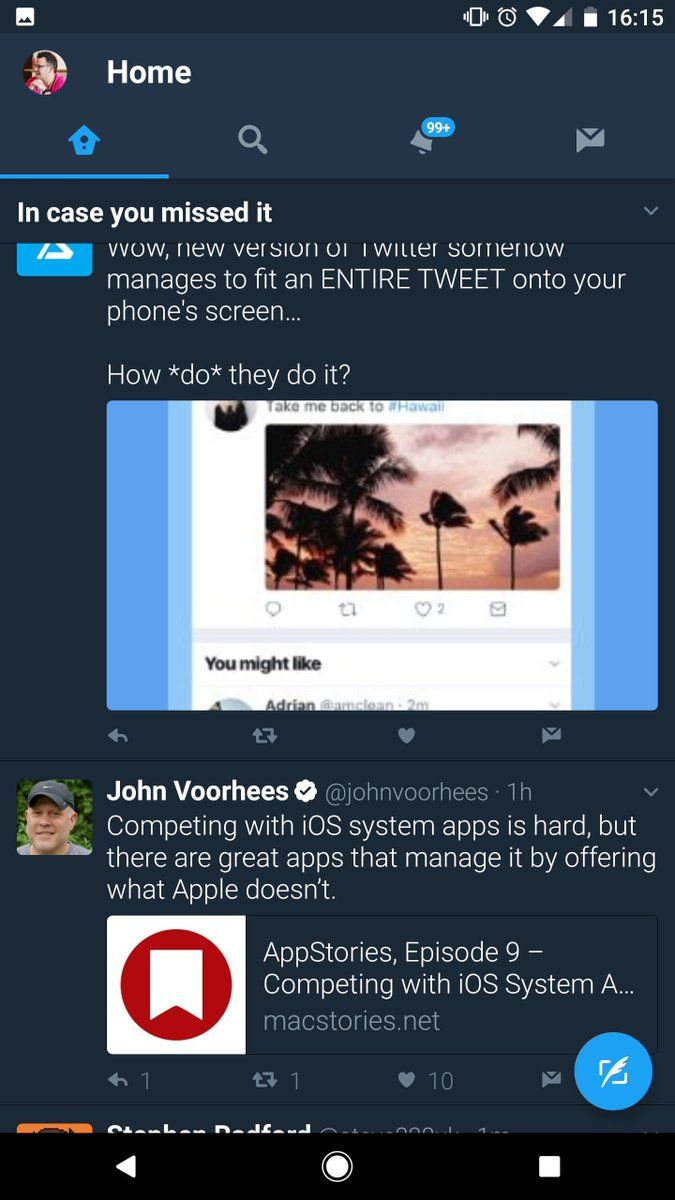 16:15
Home
99+
In case you missed it
Wow, new version of Twitter somehow
manages to fit an ENTIRE TWEET onto your
phone's screen...
How *do* they do it?
Take me back to #Hawaii
2
You might like
Adrian @amclean · 2m
John Voorhees @johnvoorhees · 1h
Competing with iOS system apps is hard, but
there are great apps that manage it by offering
what Apple doesn’t.
AppStories, Episode 9 –
Competing with iOS System A...
macstories.net
1 1 10
Stephen Radford